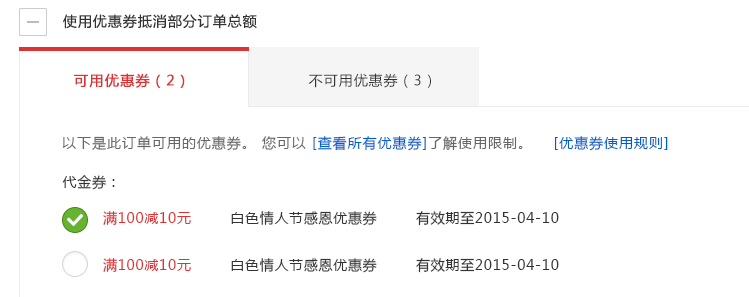 使用优惠券抵消部分订单总额
可用优惠券（2） 不可用优惠券（3）
以下是此订单可用的优惠券。 您可以 [查看所有优惠券]了解使用限制。 [优惠券使用规则]
代金券：
满100减10元 白色情人节感恩优惠券 有效期至2015-04-10
满100减10元 白色情人节感恩优惠券 有效期至2015-04-10